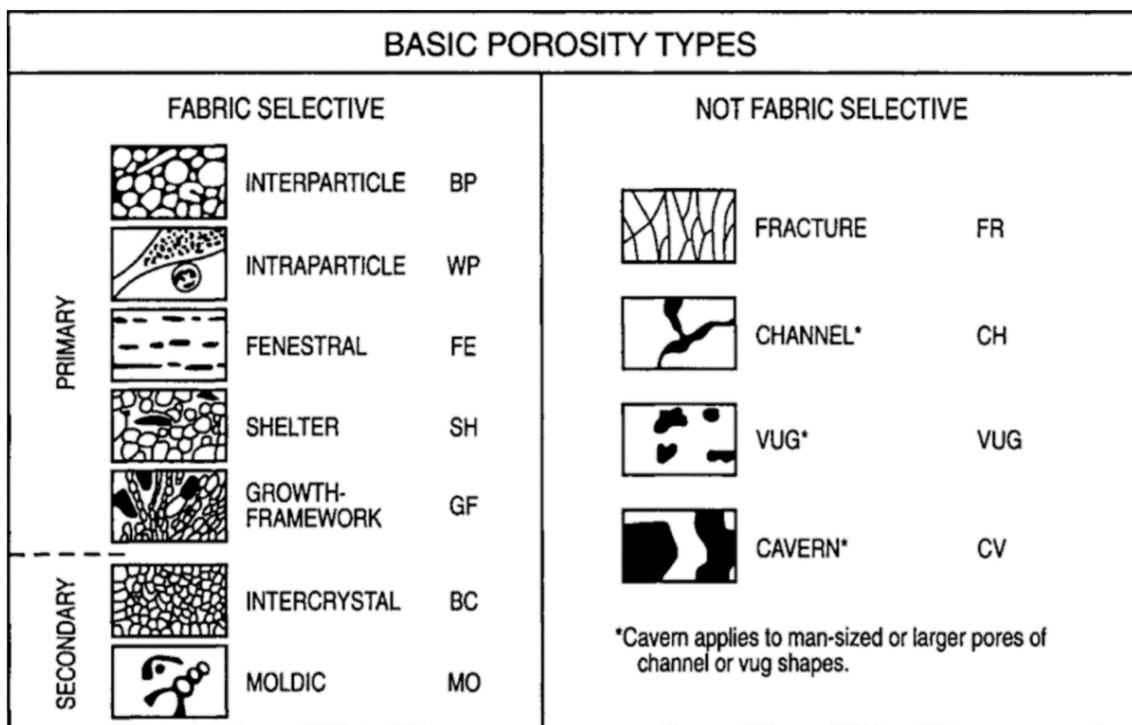 BASIC POROSITY TYPES
FABRIC SELECTIVE
PRIMARY
INTERPARTICLE BP
INTRAPARTICLE WP
FENESTRAL FE
SHELTER SH
GROWTH-
FRAMEWORK GF
SECONDARY
INTERCRYSTAL BC
MOLDIC MO
NOT FABRIC SELECTIVE
FRACTURE FR
CHANNEL* CH
VUG* VUG
CAVERN* CV
*Cavern applies to man-sized or larger pores of
channel or vug shapes.